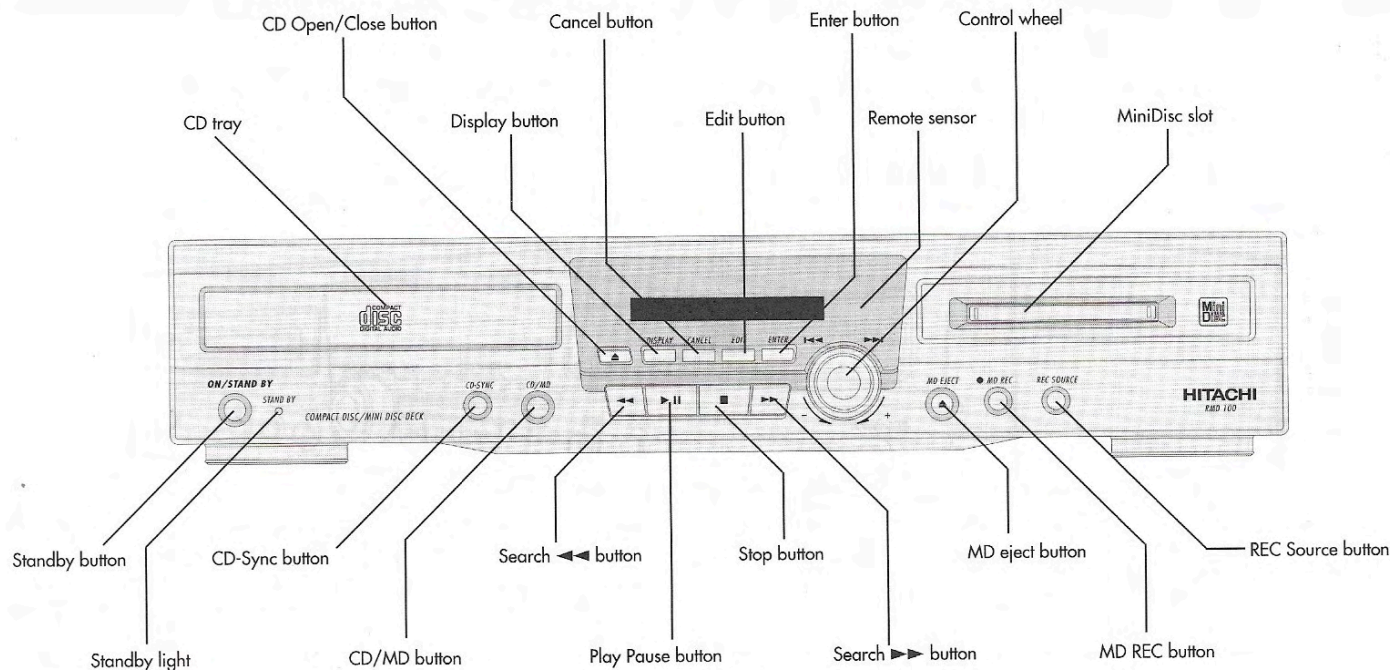 CD Open/Close button
Cancel button
Enter button
Control wheel
CD tray
Display button
Edit button
Remote sensor
MiniDisc slot
COMPACT
disc
DIGITAL AUDIO
Mini
DISC
DISPLAY
CANCEL
EDIT
ENTER
ON/STAND BY
STAND BY
COMPACT DISC/MINI DISC DECK
CD-SYNC
CD/MD
- +
MD EJECT
● MD REC
REC SOURCE
HITACHI
RMD 100
Standby button
CD-Sync button
Search ◄◄ button
Stop button
MD eject button
REC Source button
Standby light
CD/MD button
Play Pause button
Search ►► button
MD REC button